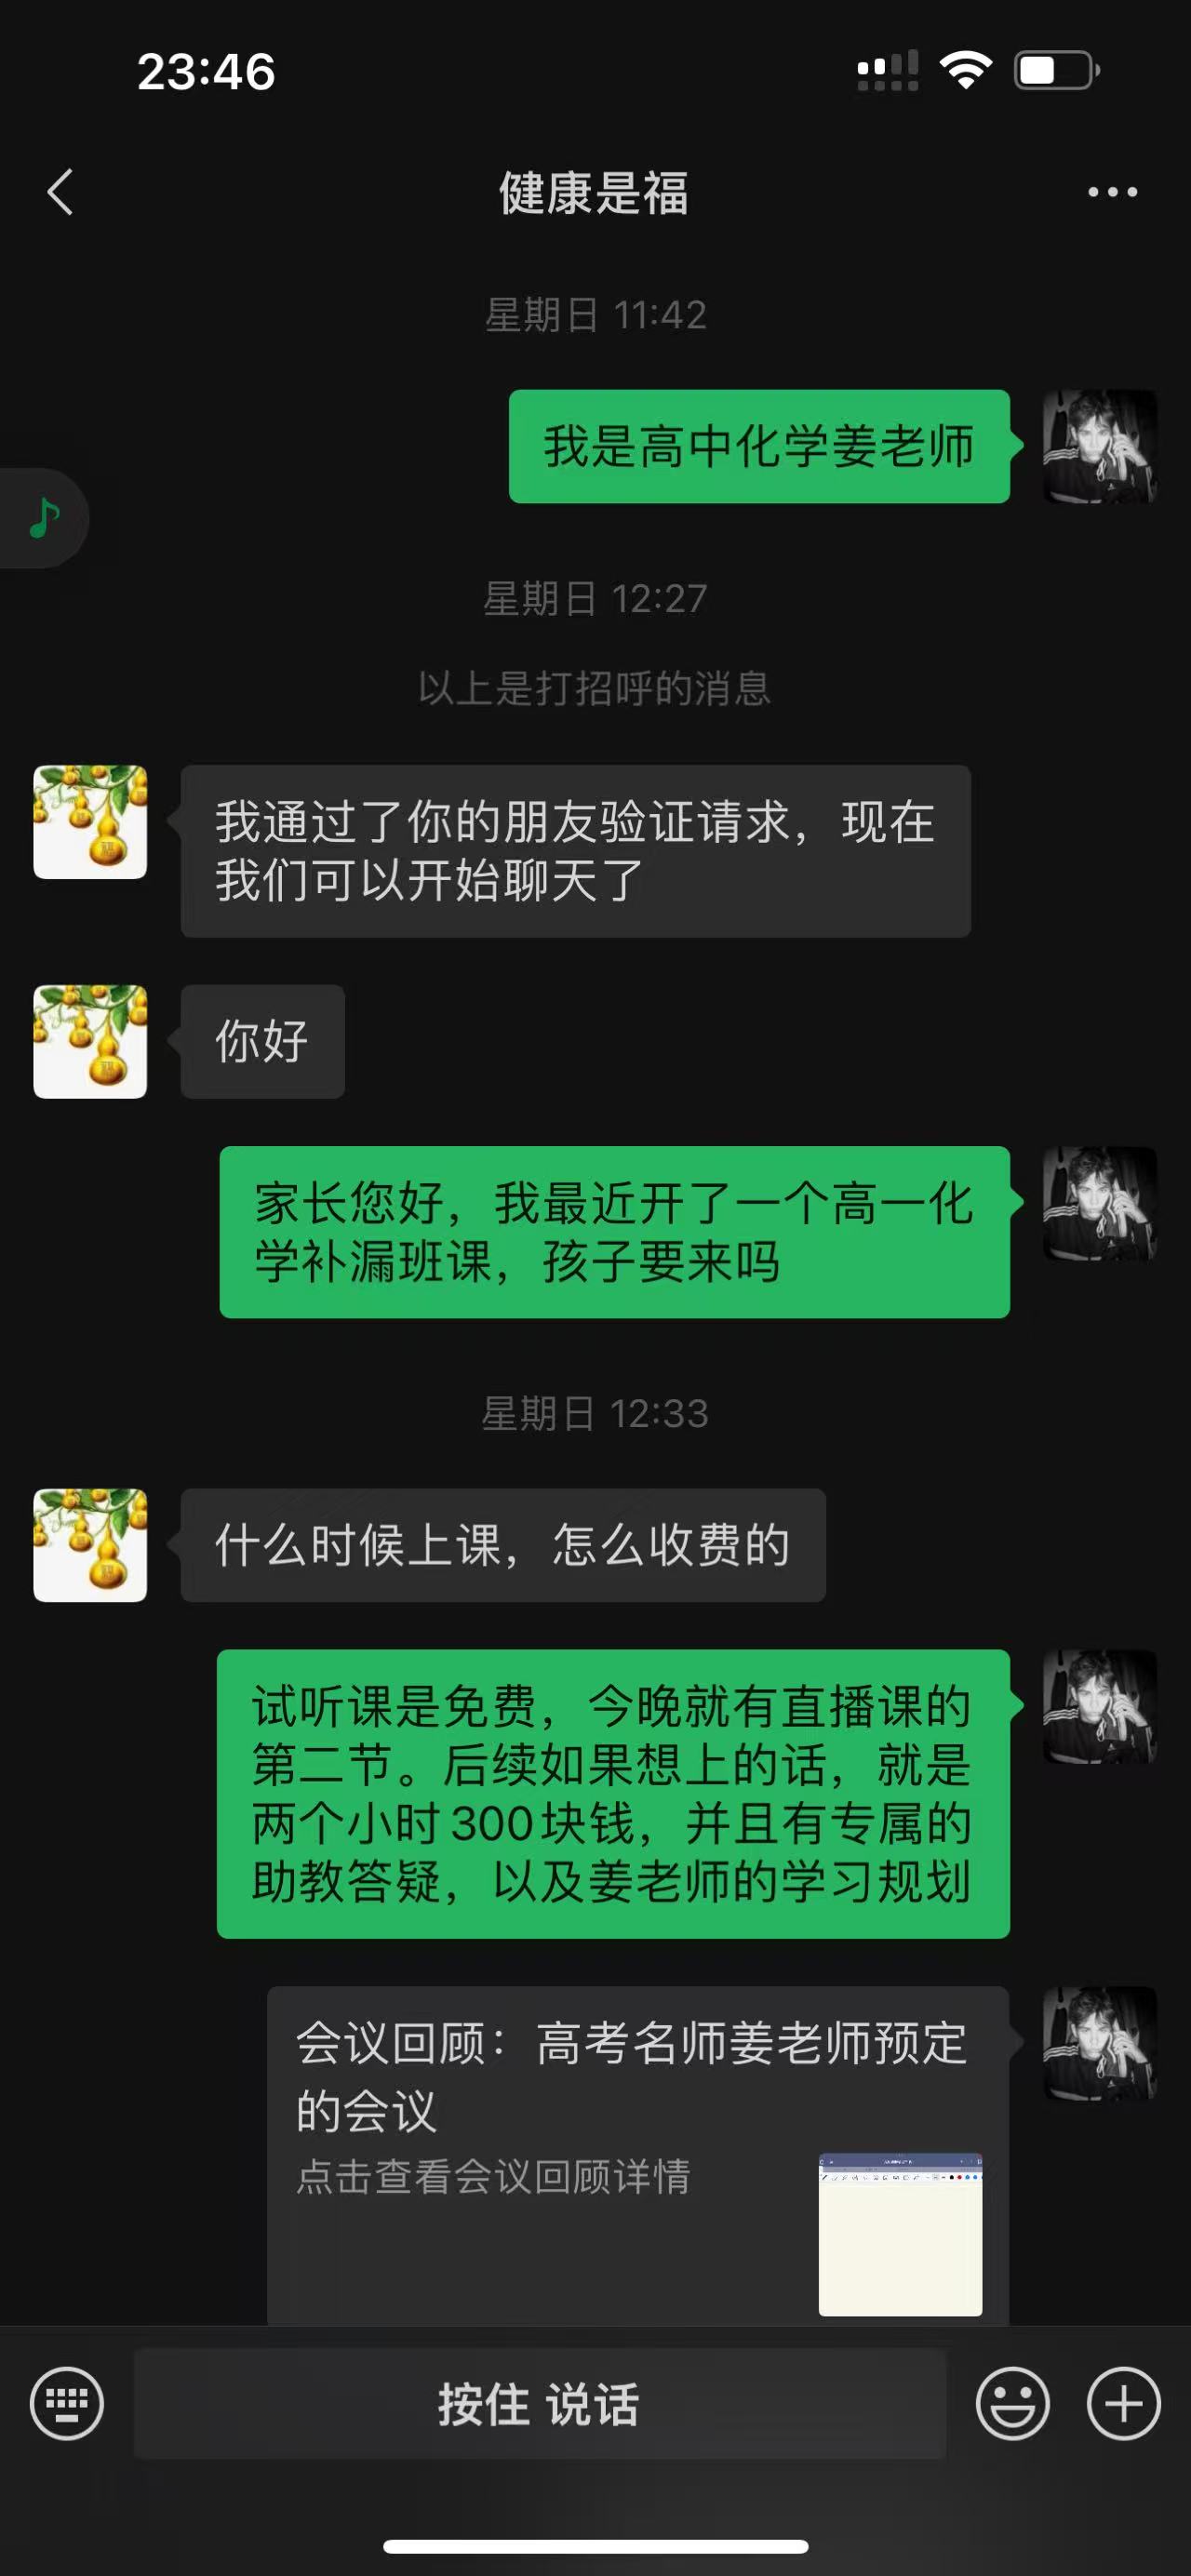 23:46
健康是福
星期日 11:42
我是高中化学姜老师
星期日 12:27
以上是打招呼的消息
我通过了你的朋友验证请求，现在
我们可以开始聊天了
你好
家长您好，我最近开了一个高一化
学补漏班课，孩子要来吗
星期日 12:33
什么时候上课，怎么收费的
试听课是免费，今晚就有直播课的
第二节。后续如果想上的话，就是
两个小时300块钱，并且有专属的
助教答疑，以及姜老师的学习规划
会议回顾：高考名师姜老师预定
的会议
点击查看会议回顾详情
按住 说话